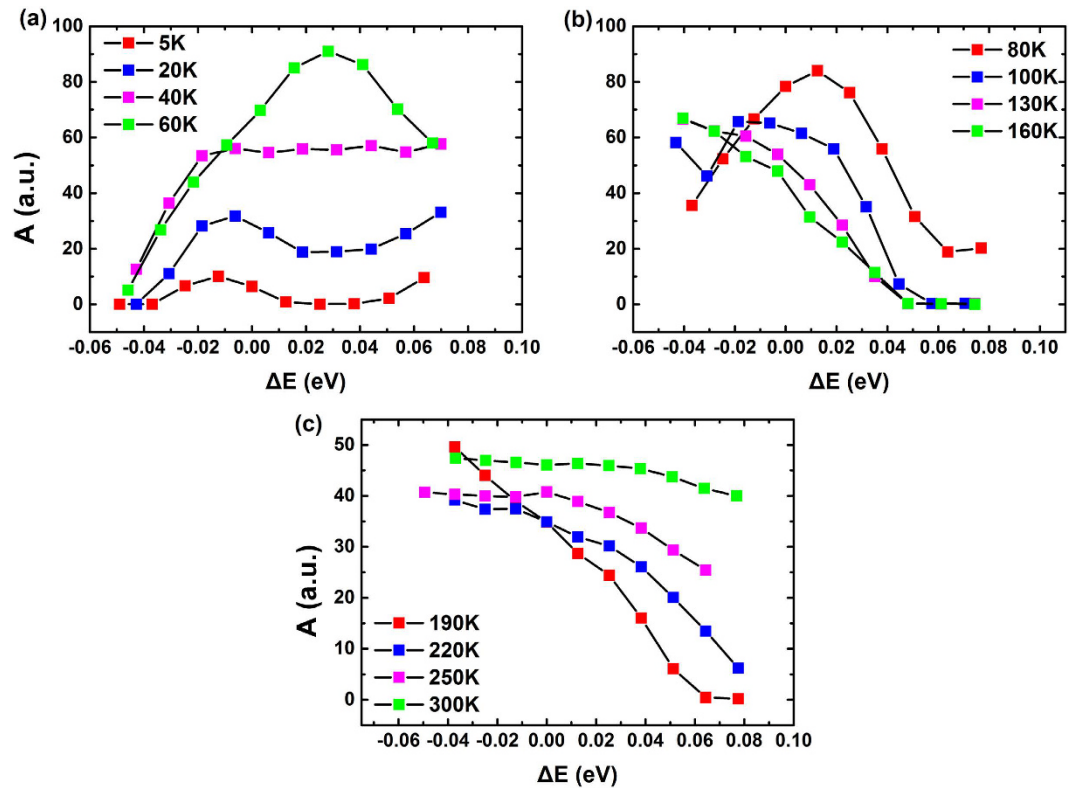 (a)
5K
20K
40K
60K
100
80
60
40
20
0
A (a.u.)
-0.06 -0.04 -0.02 0.00 0.02 0.04 0.06 0.08 0.10
ΔE (eV)
(b)
80K
100K
130K
160K
100
80
60
40
20
0
-0.06 -0.04 -0.02 0.00 0.02 0.04 0.06 0.08 0.10
ΔE (eV)
(c)
190K
220K
250K
300K
50
40
30
20
10
0
A (a.u.)
-0.06 -0.04 -0.02 0.00 0.02 0.04 0.06 0.08 0.10
ΔE (eV)